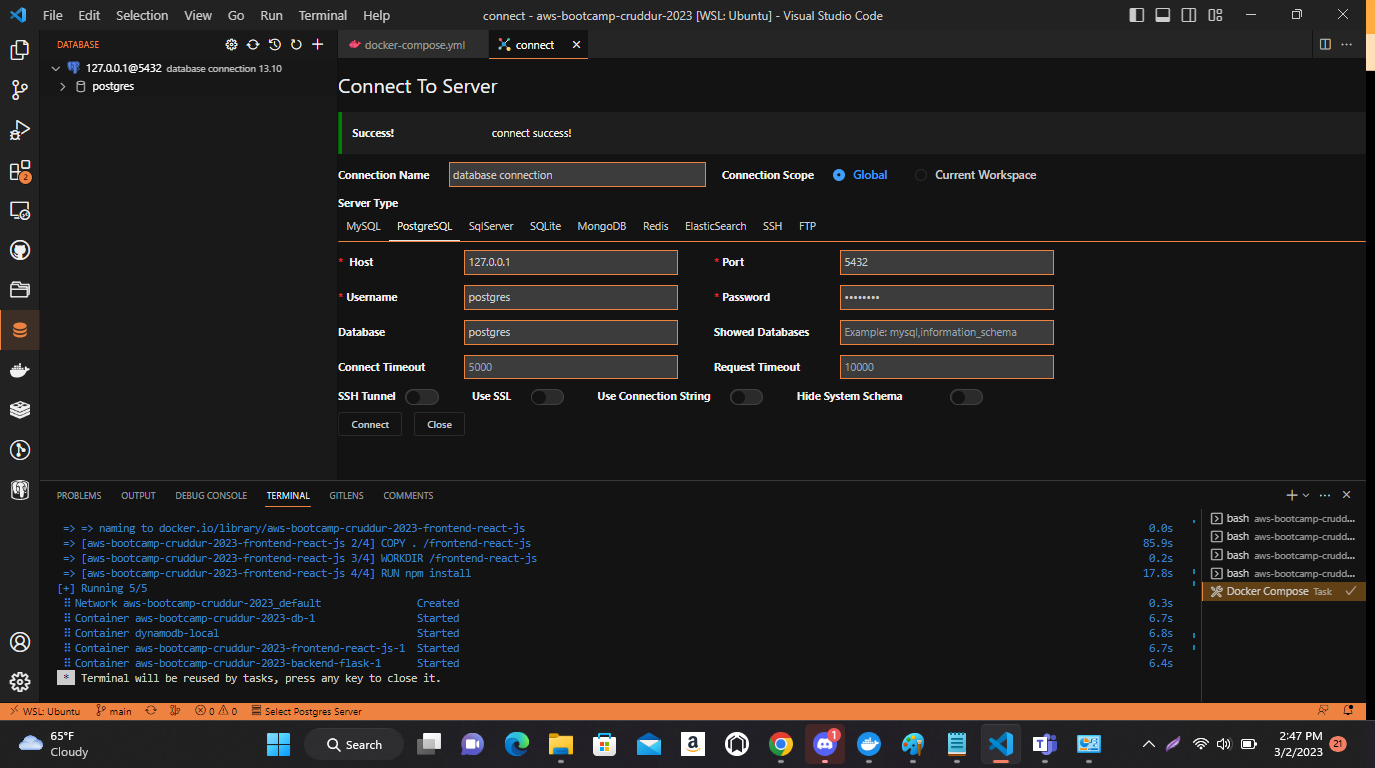 File Edit Selection View Go Run Terminal Help
connect - aws-bootcamp-cruddur-2023 [WSL: Ubuntu] - Visual Studio Code
DATABASE
127.0.0.1@5432 database connection 13.10
postgres
2
docker-compose.yml
connect
Connect To Server
Success! connect success!
Connection Name database connection Connection Scope Global Current Workspace
Server Type
MySQL PostgreSQL SqlServer SQLite MongoDB Redis ElasticSearch SSH FTP
* Host 127.0.0.1 * Port 5432
* Username postgres * Password ••••••••
Database postgres Showed Databases Example: mysql,information_schema
Connect Timeout 5000 Request Timeout 10000
SSH Tunnel Use SSL Use Connection String Hide System Schema
Connect Close
PROBLEMS OUTPUT DEBUG CONSOLE TERMINAL GITLENS COMMENTS
=> => naming to docker.io/library/aws-bootcamp-cruddur-2023-frontend-react-js 0.0s
=> [aws-bootcamp-cruddur-2023-frontend-react-js 2/4] COPY . /frontend-react-js 85.9s
=> [aws-bootcamp-cruddur-2023-frontend-react-js 3/4] WORKDIR /frontend-react-js 0.2s
=> [aws-bootcamp-cruddur-2023-frontend-react-js 4/4] RUN npm install 17.8s
[+] Running 5/5
⠿ Network aws-bootcamp-cruddur-2023_default Created 0.3s
⠿ Container aws-bootcamp-cruddur-2023-db-1 Started 6.7s
⠿ Container dynamodb-local Started 6.8s
⠿ Container aws-bootcamp-cruddur-2023-frontend-react-js-1 Started 6.7s
⠿ Container aws-bootcamp-cruddur-2023-backend-flask-1 Started 6.4s
* Terminal will be reused by tasks, press any key to close it.
bash aws-bootcamp-crudd...
bash aws-bootcamp-crudd...
bash aws-bootcamp-crudd...
bash aws-bootcamp-crudd...
Docker Compose Task
WSL: Ubuntu main 0 0 Select Postgres Server
65°F
Cloudy
Search
a
1
2:47 PM
3/2/2023
21